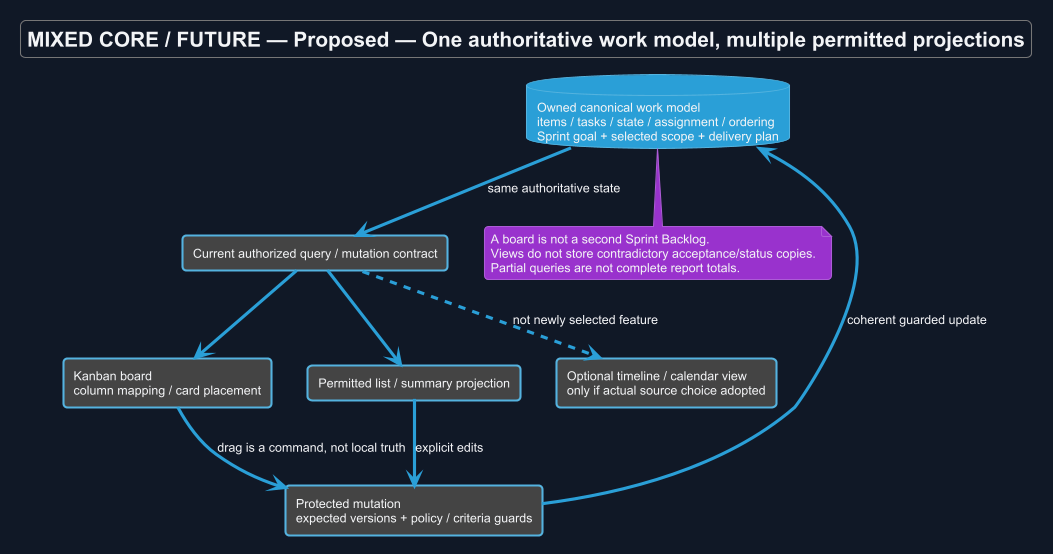 MIXED CORE / FUTURE — Proposed — One authoritative work model, multiple permitted projections
Owned canonical work model
items / tasks / state / assignment / ordering
Sprint goal + selected scope + delivery plan
same authoritative state
A board is not a second Sprint Backlog.
Views do not store contradictory acceptance/status copies.
Partial queries are not complete report totals.
Current authorized query / mutation contract
not newly selected feature
coherent guarded update
Kanban board
column mapping / card placement
Permitted list / summary projection
Optional timeline / calendar view
only if actual source choice adopted
drag is a command, not local truth
explicit edits
Protected mutation
expected versions + policy / criteria guards